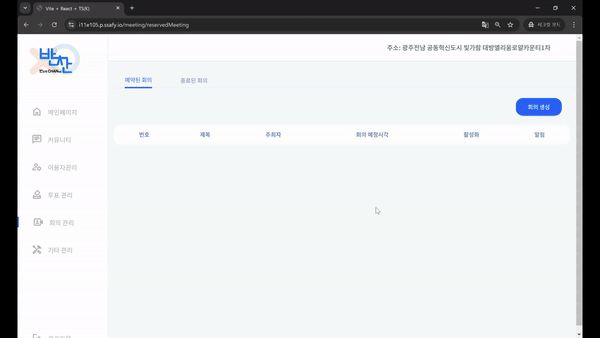 Vite + React + TS(X)
i11e105.p.ssafy.io/meeting/reservedMeeting
시크릿 모드
반찬
주소: 광주전남 공동혁신도시 빛가람 대방엘리움로얄카운티1차
예약된 회의
종료된 회의
회의 생성
번호 제목 주최자 회의 예정시각 활성화 알림
메인페이지
커뮤니티
이용자관리
투표 관리
회의 관리
기타 관리